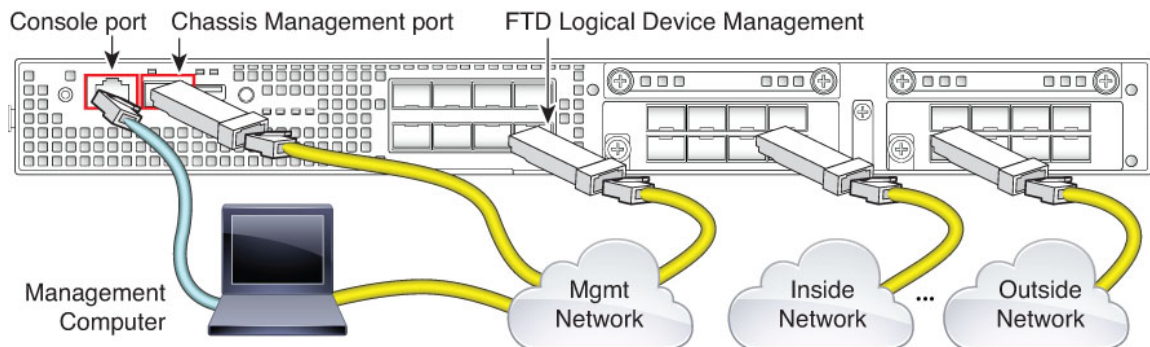 Console port
Chassis Management port
FTD Logical Device Management
Management
Computer
Mgmt
Network
Inside
Network
...
Outside
Network